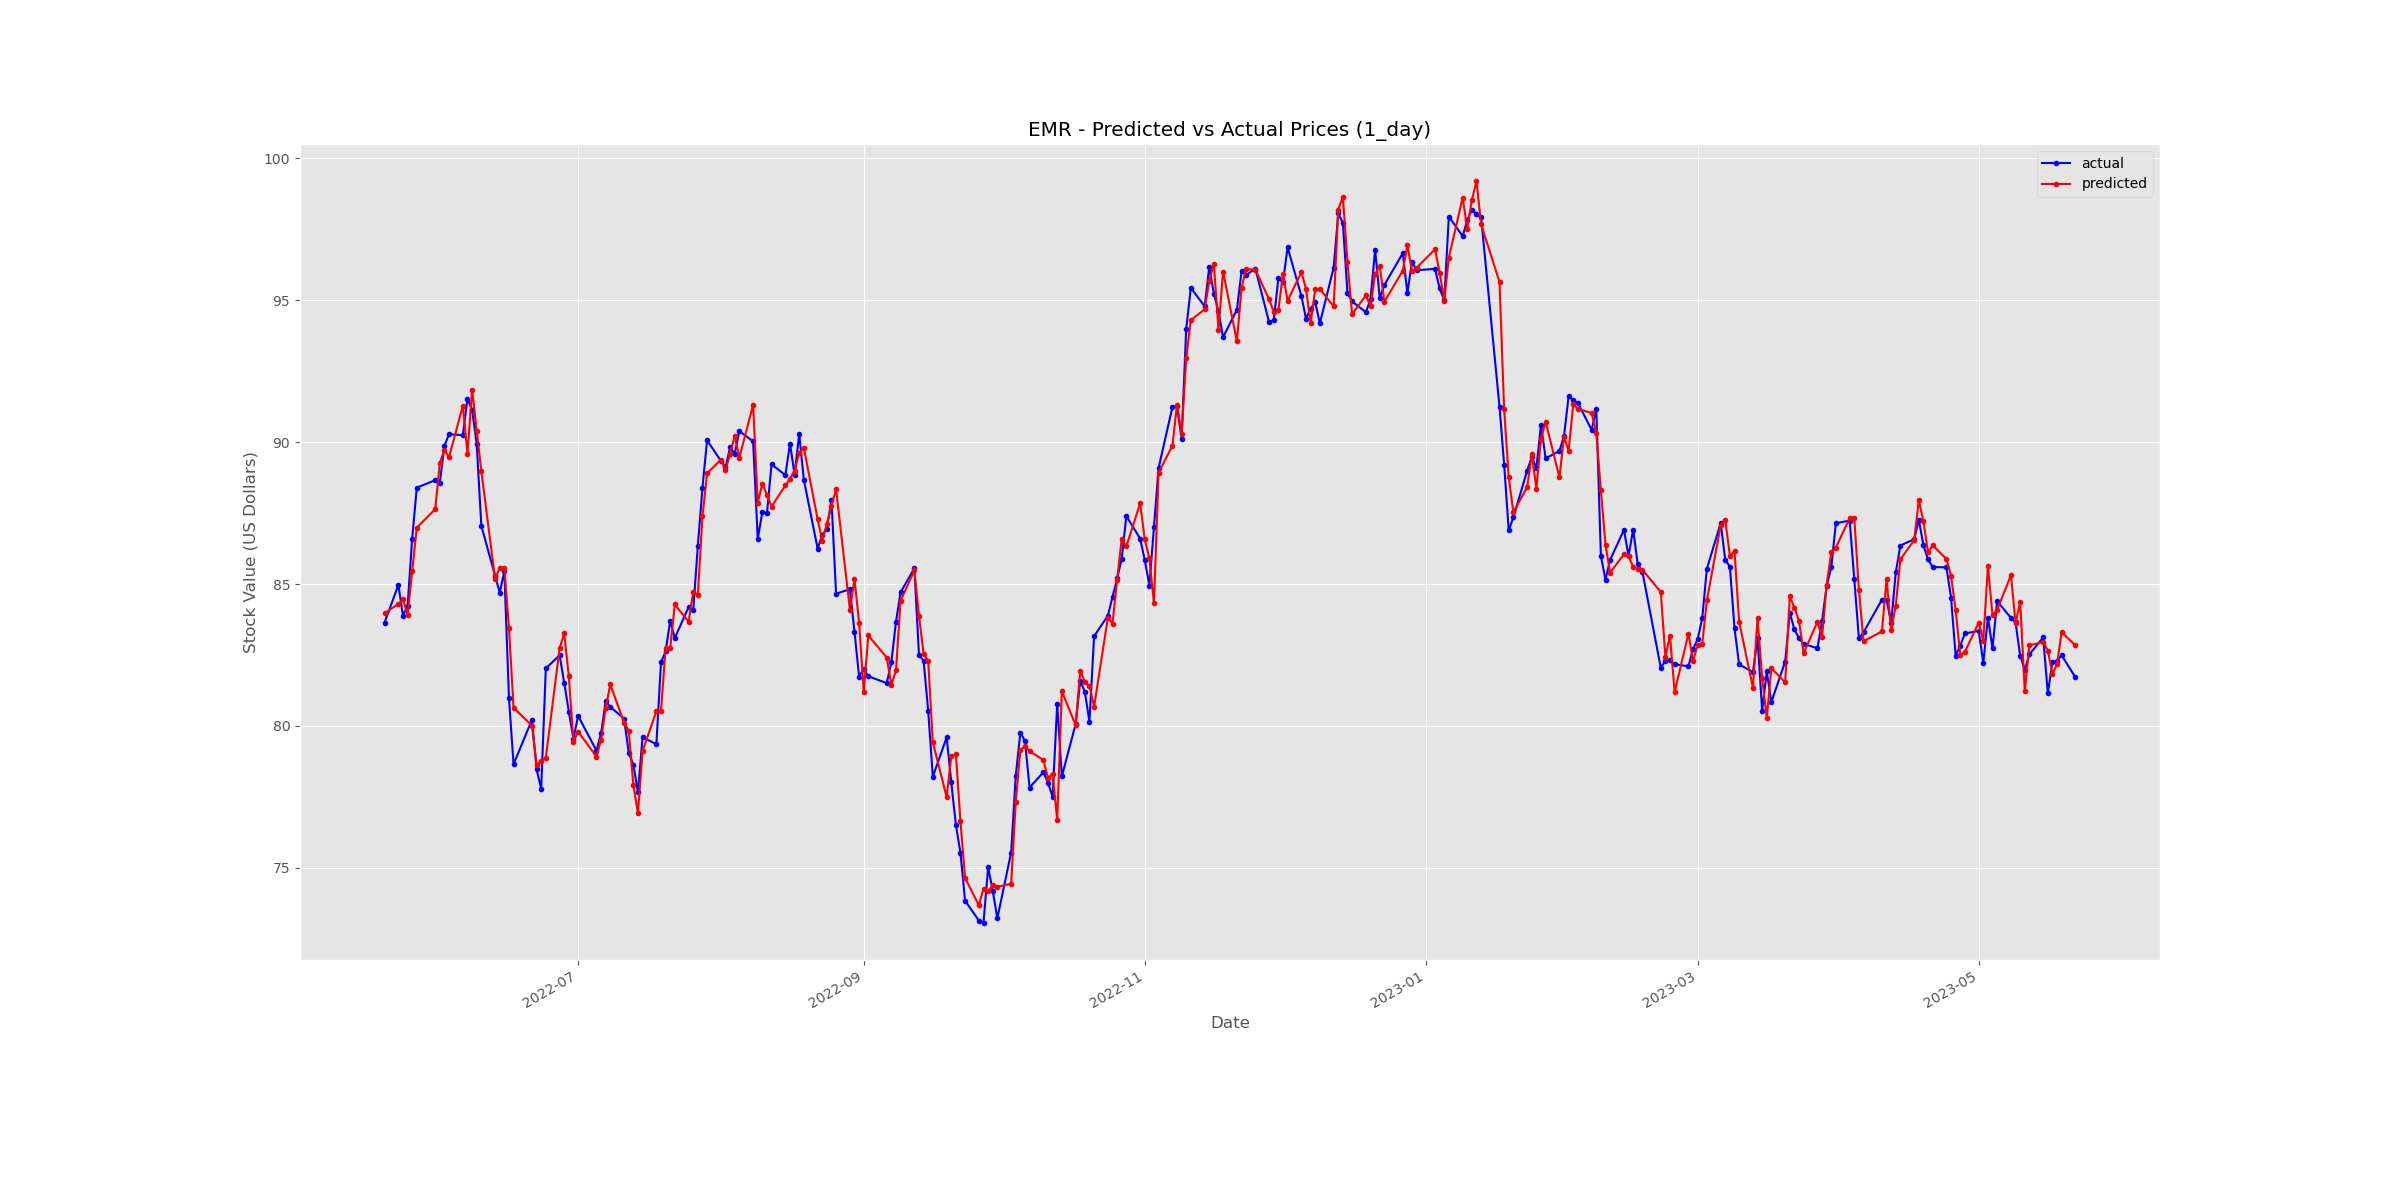 EMR - Predicted vs Actual Prices (1_day)
actual
predicted
100
95
90
85
80
75
Stock Value (US Dollars)
2022-07
2022-09
2022-11
2023-01
2023-03
2023-05
Date